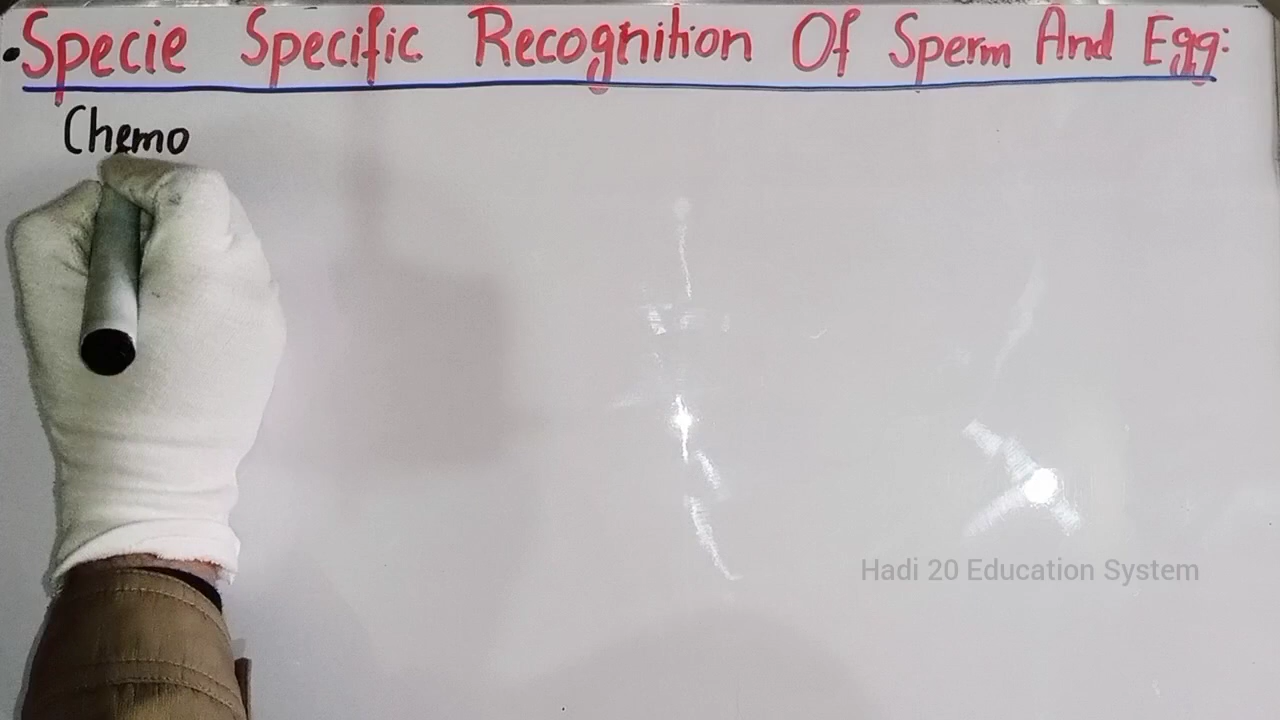 • Specie Specific Recognition Of Sperm And Egg:
Chemo
Hadi 20 Education System